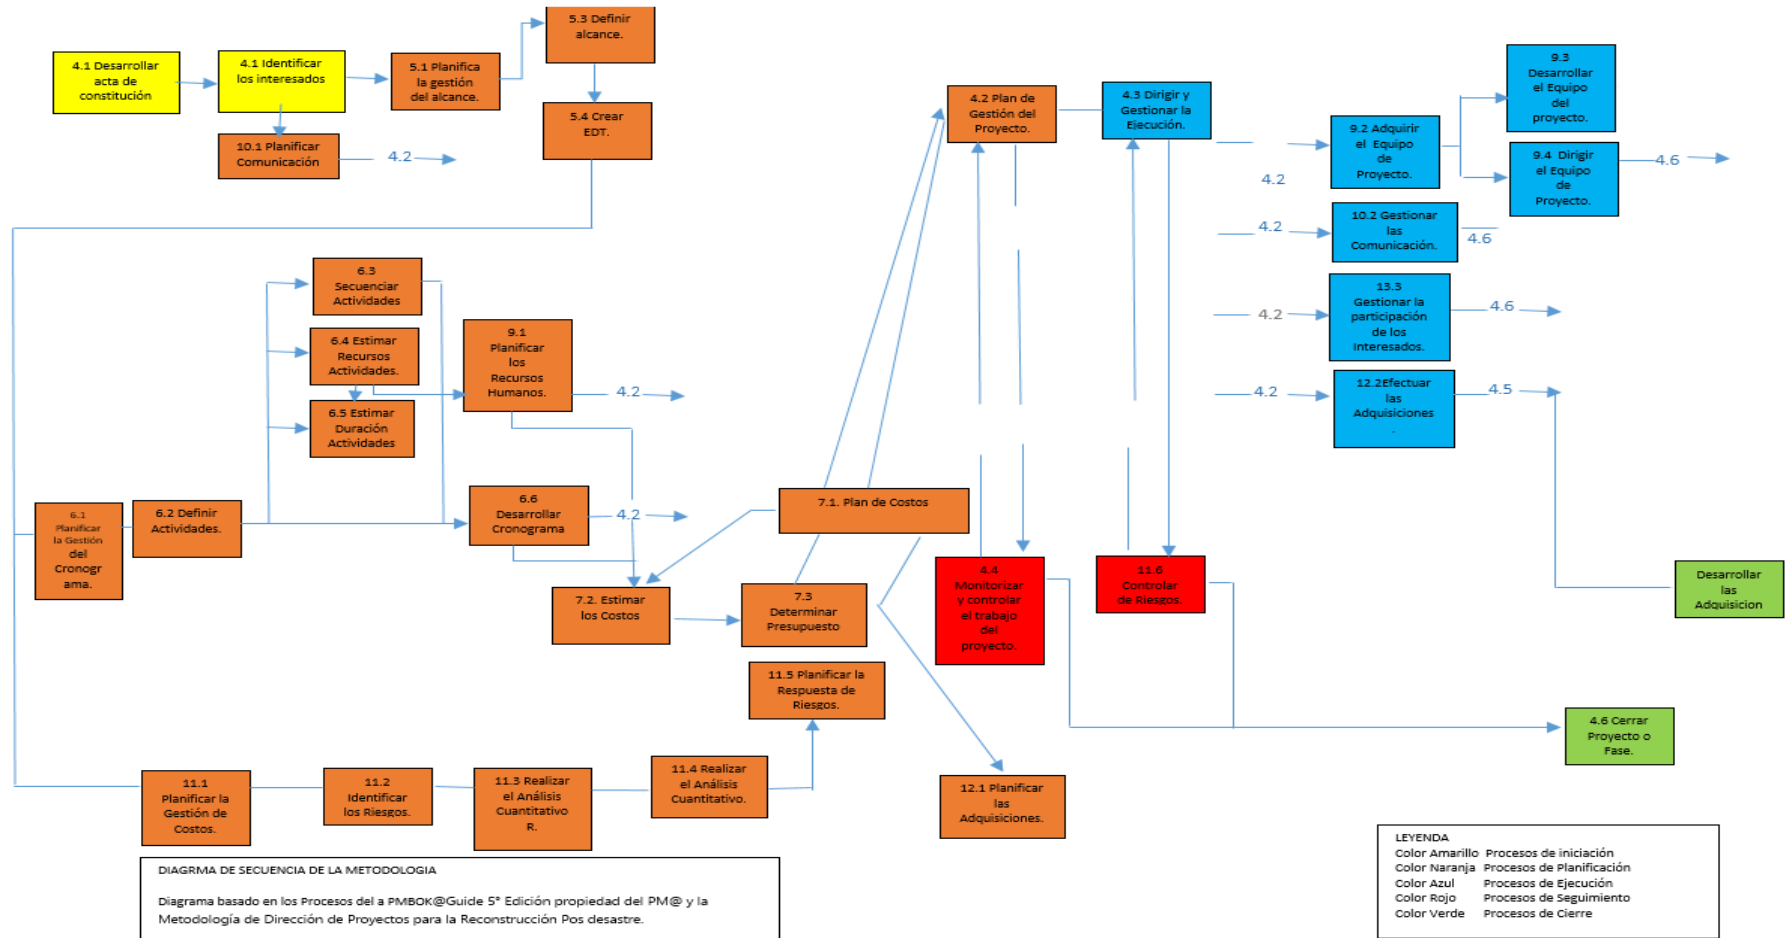 5.3 Definir
alcance.
4.1 Desarrollar
acta de
constitución
4.1 Identificar
los interesados
5.1 Planifica
la gestión
del alcance.
5.4 Crear
EDT.
10.1 Planificar
Comunicación
4.2
4.2 Plan de
Gestión del
Proyecto.
4.3 Dirigir y
Gestionar la
Ejecución.
9.3
Desarrollar
el Equipo
del
proyecto.
9.2 Adquirir
el Equipo
de
Proyecto.
9.4 Dirigir
el Equipo
de
Proyecto.
4.6
4.2
4.2
10.2 Gestionar
las
Comunicación.
4.6
4.2
13.3
Gestionar la
participación
de los
Interesados.
4.6
4.2
12.2Efectuar
las
Adquisiciones
.
4.5
6.3
Secuenciar
Actividades
6.4 Estimar
Recursos
Actividades.
6.5 Estimar
Duración
Actividades
9.1
Planificar
los
Recursos
Humanos.
4.2
6.1
Planificar
la Gestión
del
Cronogr
ama.
6.2 Definir
Actividades.
6.6
Desarrollar
Cronograma
4.2
7.1. Plan de Costos
7.2. Estimar
los Costos
7.3
Determinar
Presupuesto
4.4
Monitorizar
y controlar
el trabajo
del
proyecto.
11.6
Controlar
de Riesgos.
Desarrollar
las
Adquisicion
11.5 Planificar la
Respuesta de
Riesgos.
4.6 Cerrar
Proyecto o
Fase.
11.1
Planificar la
Gestión de
Costos.
11.2
Identificar
los Riesgos.
11.3 Realizar
el Análisis
Cuantitativo
R.
11.4 Realizar
el Análisis
Cuantitativo.
12.1 Planificar
las
Adquisiciones.
DIAGRMA DE SECUENCIA DE LA METODOLOGIA
Diagrama basado en los Procesos del a PMBOK@Guide 5° Edición propiedad del PM@ y la
Metodología de Dirección de Proyectos para la Reconstrucción Pos desastre.
LEYENDA
Color Amarillo Procesos de iniciación
Color Naranja Procesos de Planificación
Color Azul Procesos de Ejecución
Color Rojo Procesos de Seguimiento
Color Verde Procesos de Cierre